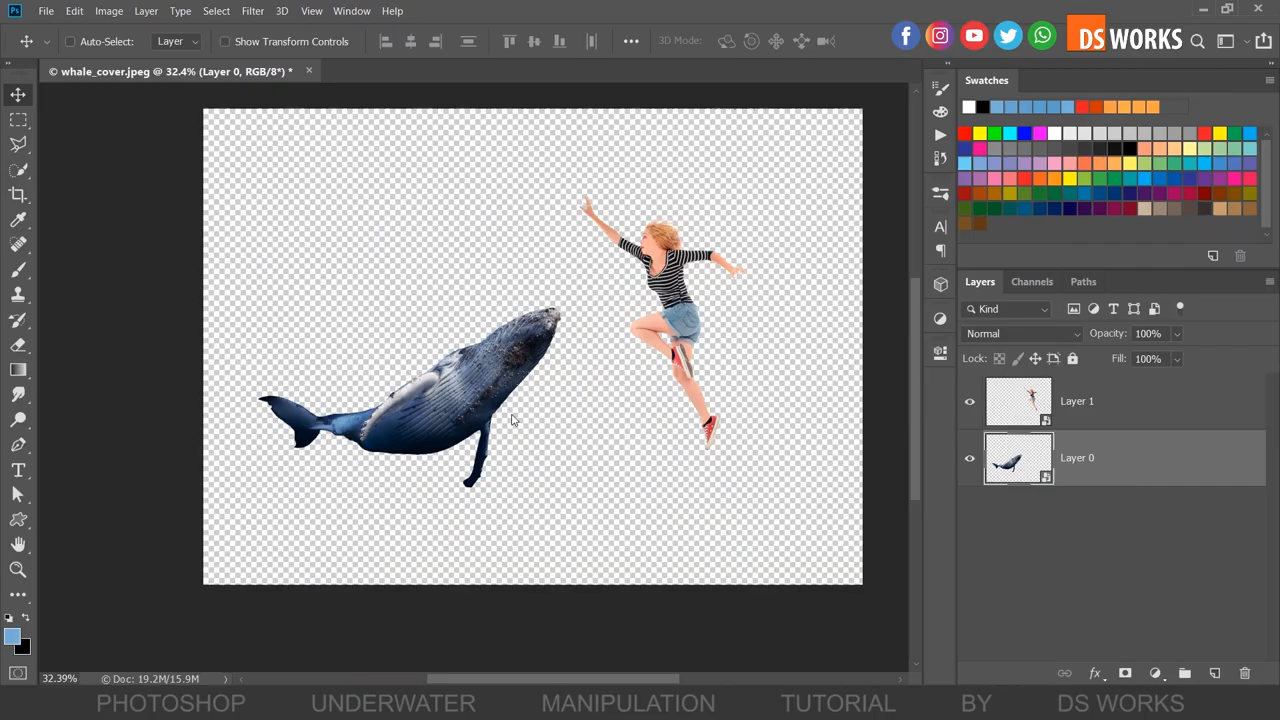 Ps File Edit Image Layer Type Select Filter 3D View Window Help
Auto-Select: Layer Show Transform Controls 3D Mode: DS WORKS
© whale_cover.jpeg @ 32.4% (Layer 0, RGB/8*) * ×
Swatches
Layers Channels Paths
Kind
Normal Opacity: 100%
Lock: Fill: 100%
Layer 1
Layer 0
32.39% © Doc: 19.2M/15.9M
PHOTOSHOP UNDERWATER MANIPULATION TUTORIAL BY DS WORKS